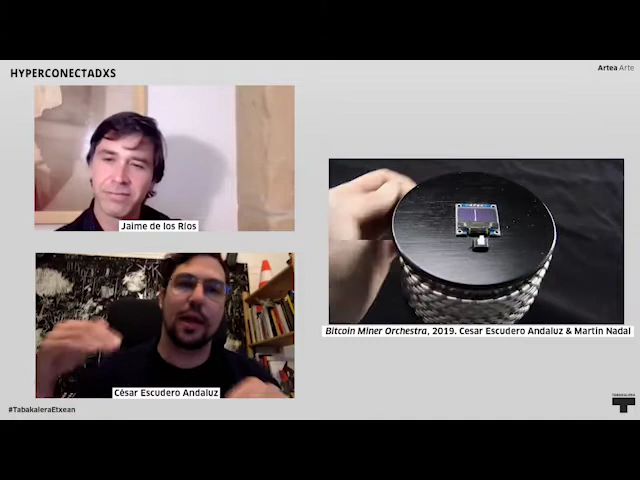 HYPERCONECTADXS
Artea Arte
Jaime de los Ríos
Bitcoin Miner Orchestra, 2019. Cesar Escudero Andaluz & Martin Nadal
César Escudero Andaluz
#TabakaleraEtxean
TABAKALERA